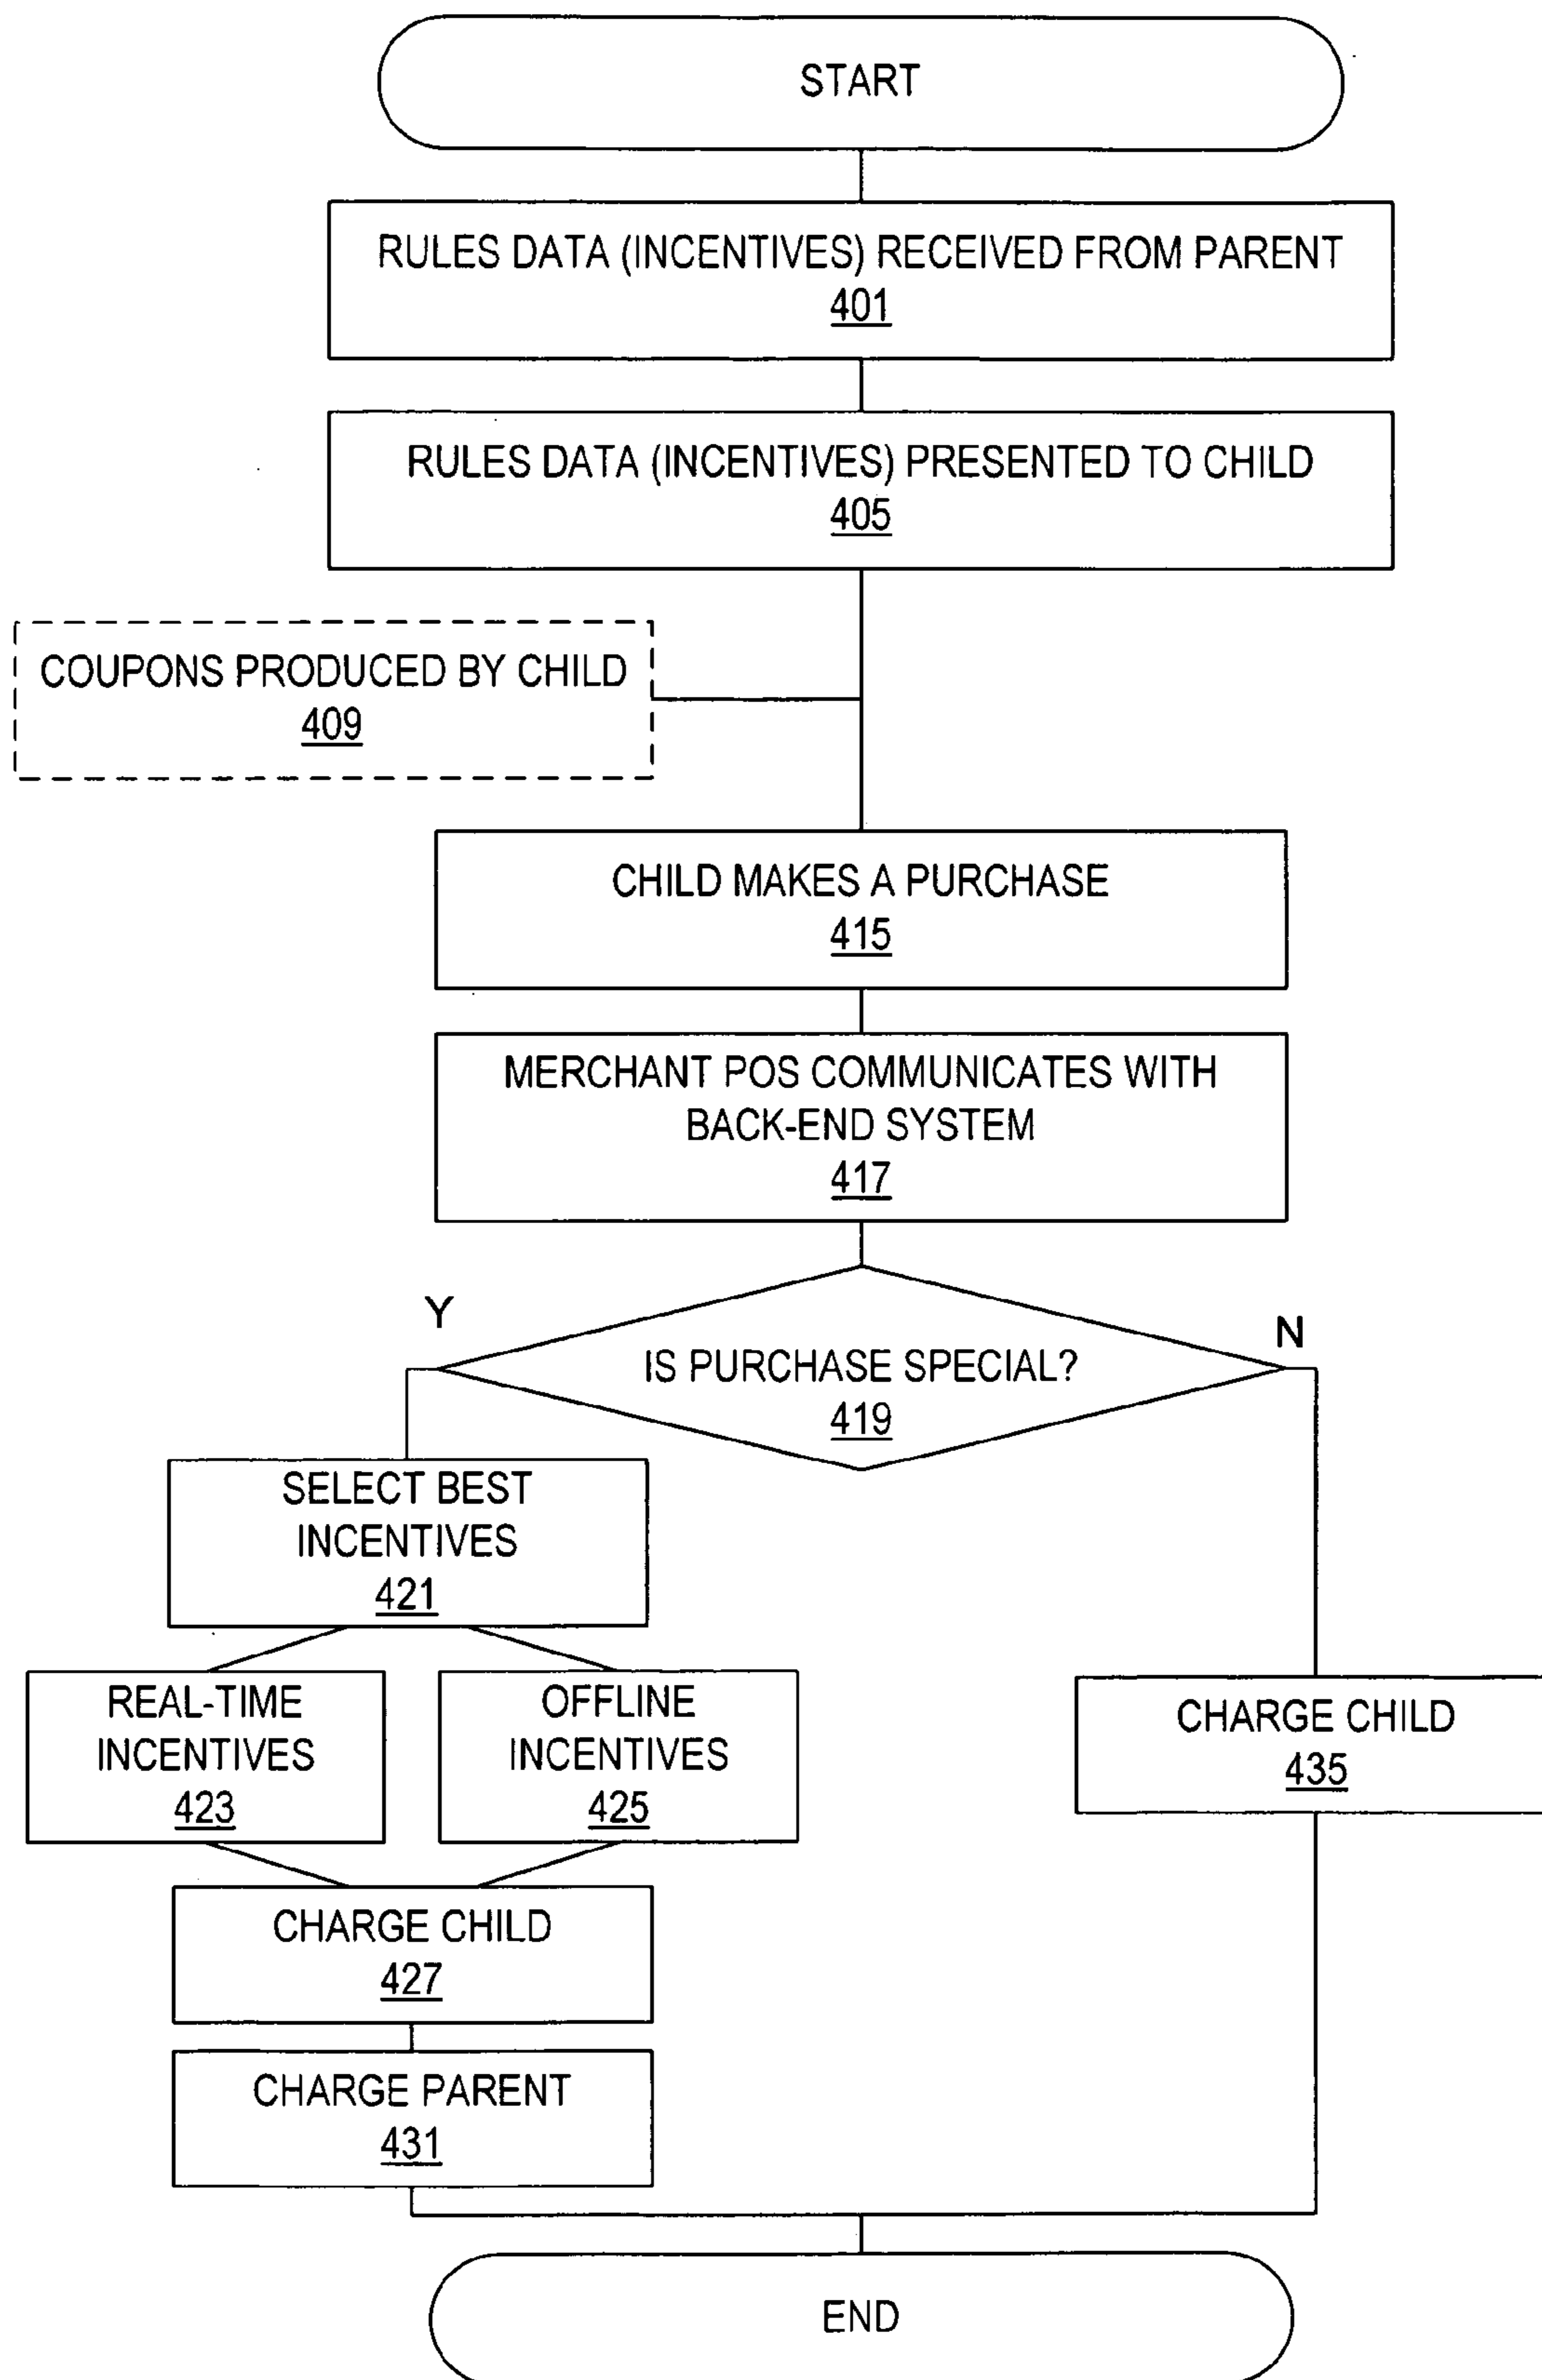 START
RULES DATA (INCENTIVES) RECEIVED FROM PARENT
401
RULES DATA (INCENTIVES) PRESENTED TO CHILD
405
COUPONS PRODUCED BY CHILD
409
CHILD MAKES A PURCHASE
415
MERCHANT POS COMMUNICATES WITH
BACK-END SYSTEM
417
Y
N
IS PURCHASE SPECIAL?
419
SELECT BEST
INCENTIVES
421
REAL-TIME
INCENTIVES
423
OFFLINE
INCENTIVES
425
CHARGE CHILD
435
CHARGE CHILD
427
CHARGE PARENT
431
END